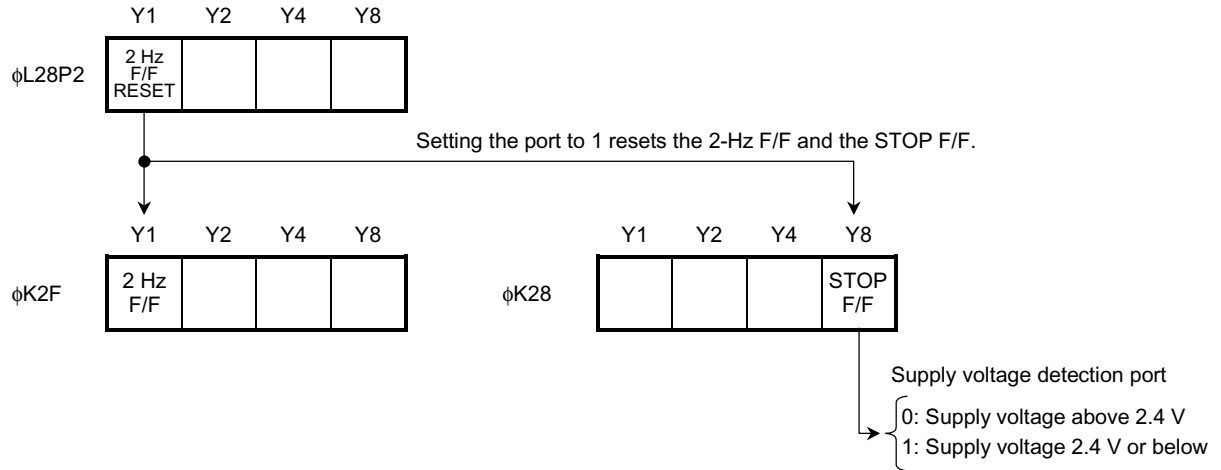 Y1 Y2 Y4 Y8
ϕL28P2
2 Hz
F/F
RESET
Setting the port to 1 resets the 2-Hz F/F and the STOP F/F.
Y1 Y2 Y4 Y8
ϕK2F
2 Hz
F/F
Y1 Y2 Y4 Y8
ϕK28
STOP
F/F
Supply voltage detection port
0: Supply voltage above 2.4 V
1: Supply voltage 2.4 V or below